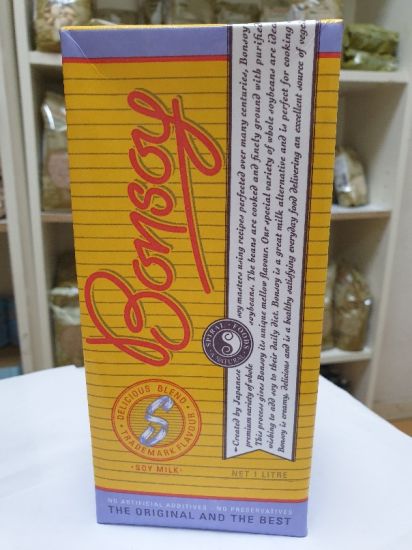 Bonsoy
· DELICIOUS BLEND ·
TRADEMARK FLAVOUR
S
· SOY MILK ·
Created by Japanese soy masters using recipes perfected over many centuries, Bonsoy
premium variety of whole soybeans. The beans are cooked and finely ground with purified
This process gives Bonsoy its unique mellow flavour. Our special variety of whole soybeans are
wishing to add soy to their daily diet. Bonsoy is a great milk alternative and is perfect for cooking
Bonsoy is creamy, delicious and is a healthy satisfying everyday food delivering an excellent source of
SPIRAL · FOODS
NATURAL
NET 1 LITRE
NO ARTIFICIAL ADDITIVES · NO PRESERVATIVES
THE ORIGINAL AND THE BEST